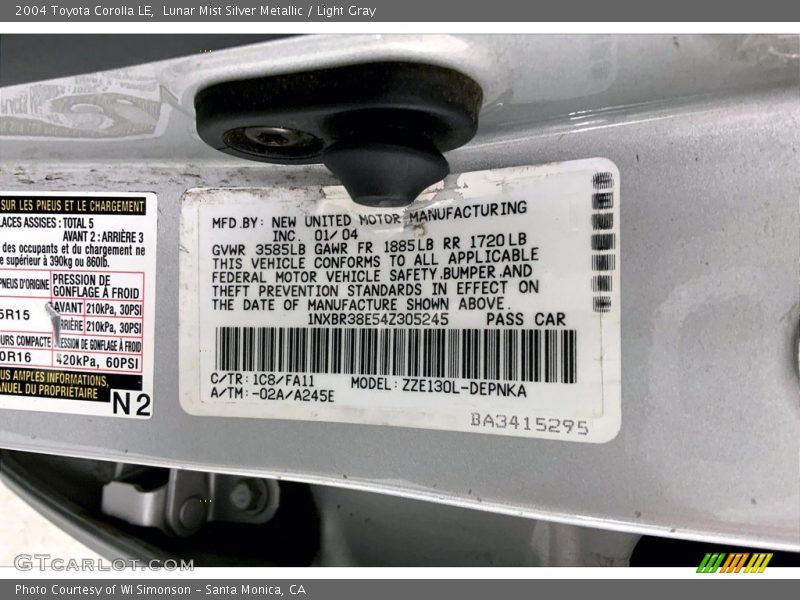 2004 Toyota Corolla LE,  Lunar Mist Silver Metallic / Light Gray
SUR LES PNEUS ET LE CHARGEMENT
PLACES ASSISES : TOTAL 5
AVANT 2 : ARRIÈRE 3
des occupants et du chargement ne
supérieur à 390kg ou 860lb.
PNEUS D'ORIGINE
PRESSION DE
GONFLAGE À FROID
5R15
AVANT 210kPa, 30PSI
ARRIÈRE 210kPa, 30PSI
COMPACTE
PRESSION DE GONFLAGE À FROID
0R16
420kPa, 60PSI
AMPLES INFORMATIONS,
MANUEL DU PROPRIÉTAIRE
N2
MFD.BY: NEW UNITED MOTOR MANUFACTURING
INC. 01/04
GVWR 3585LB GAWR FR 1885LB RR 1720LB
THIS VEHICLE CONFORMS TO ALL APPLICABLE
FEDERAL MOTOR VEHICLE SAFETY,BUMPER,AND
THEFT PREVENTION STANDARDS IN EFFECT ON
THE DATE OF MANUFACTURE SHOWN ABOVE.
1NXBR38E54Z305245 PASS CAR
C/TR: 1C8/FA11 MODEL: ZZE130L-DEPNKA
A/TM: -02A/A245E
BA3415295
GTcarlot.com
Photo Courtesy of WI Simonson - Santa Monica, CA